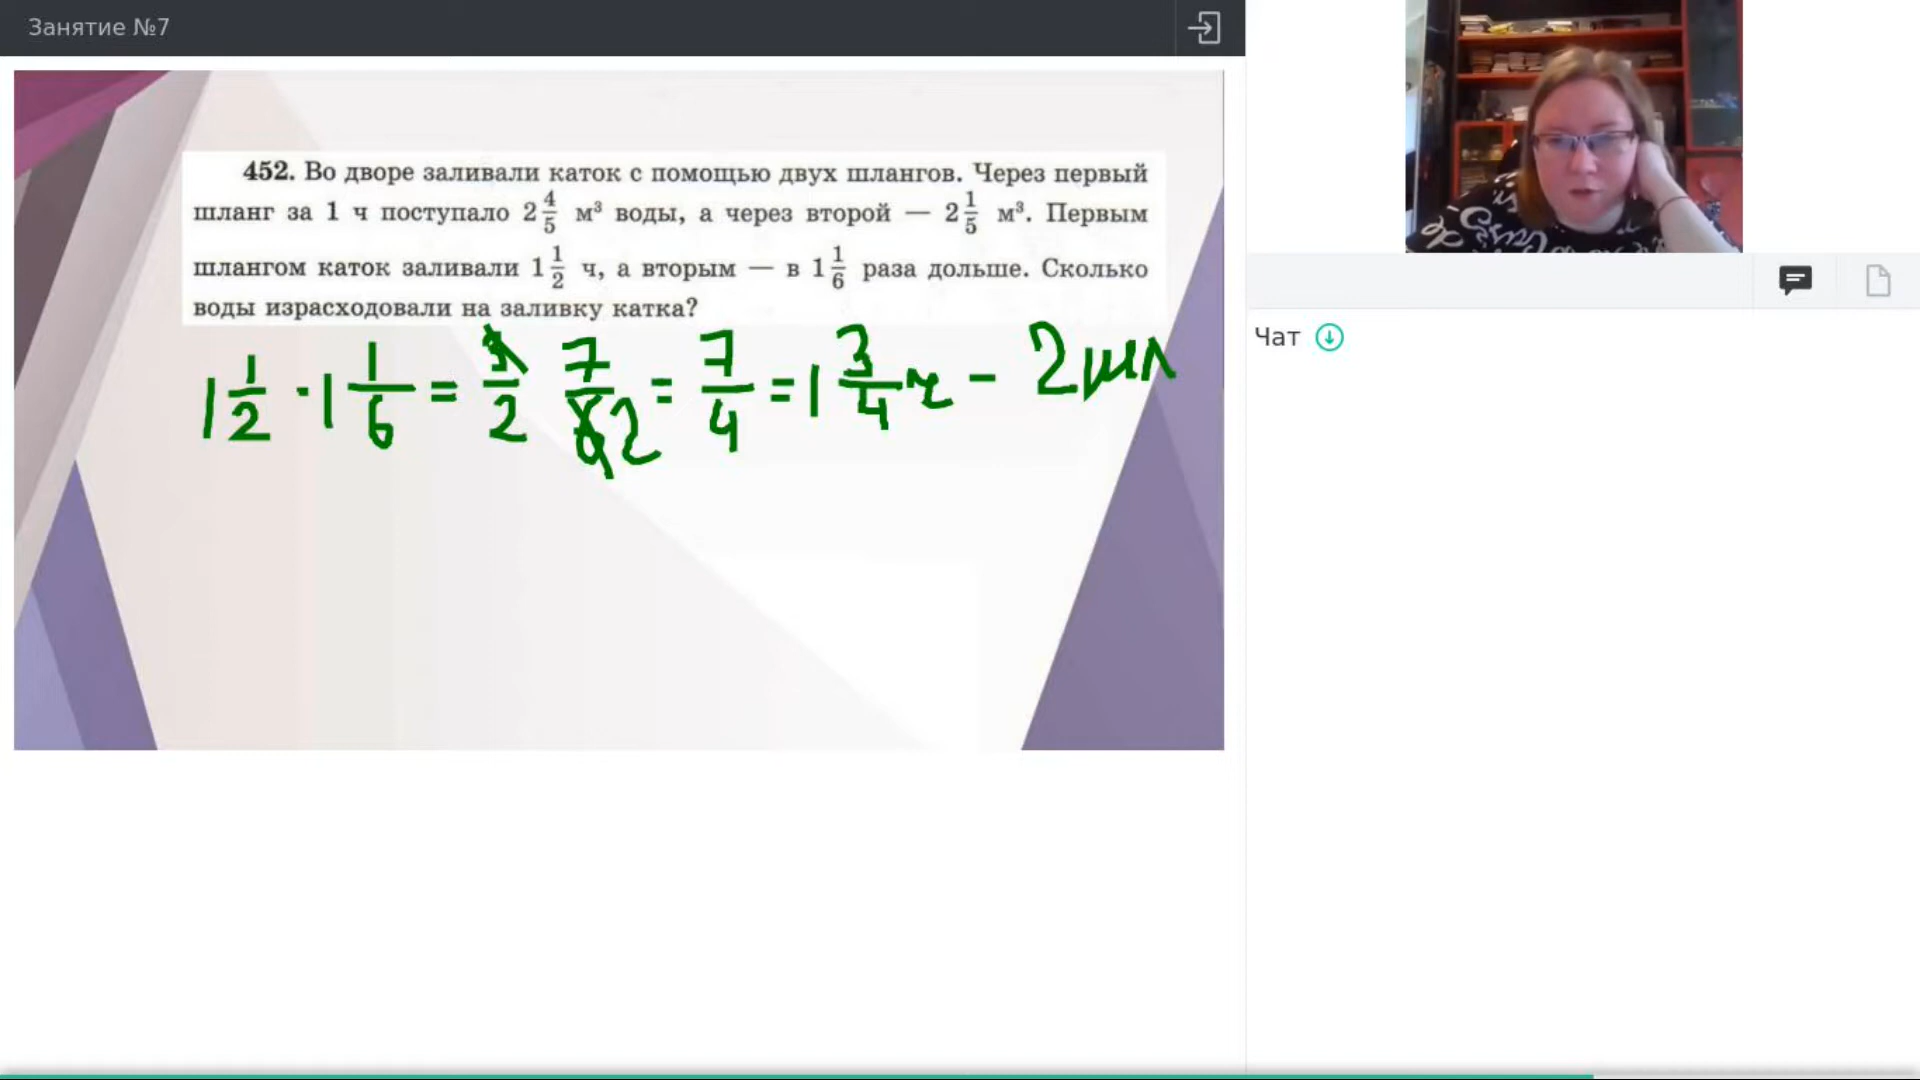 Занятие №7
452. Во дворе заливали каток с помощью двух шлангов. Через первый
шланг за 1 ч поступало 2 4/5 м³ воды, а через второй — 2 1/5 м³. Первым
шлангом каток заливали 1 1/2 ч, а вторым — в 1 1/6 раза дольше. Сколько
воды израсходовали на заливку катка?
1 1/2 · 1 1/6 = 3/2 7/6 2 = 7/4 = 1 3/4 ч – 2 шл
Чат